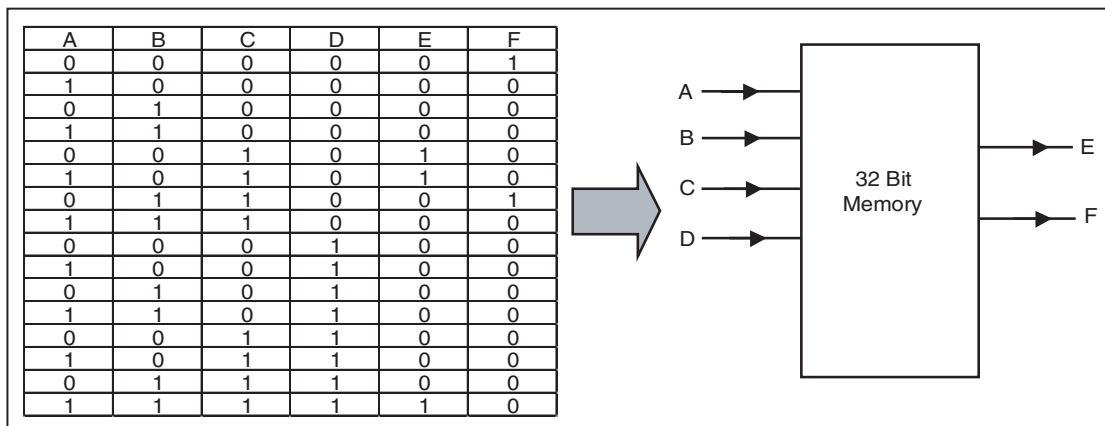 A B C D E F
0 0 0 0 0 1
1 0 0 0 0 0
0 1 0 0 0 0
1 1 0 0 0 0
0 0 1 0 1 0
1 0 1 0 1 0
0 1 1 0 0 1
1 1 1 0 0 0
0 0 0 1 0 0
1 0 0 1 0 0
0 1 0 1 0 0
1 1 0 1 0 0
0 0 1 1 0 0
1 0 1 1 0 0
0 1 1 1 0 0
1 1 1 1 1 0
A
B
C
D
32 Bit
Memory
E
F